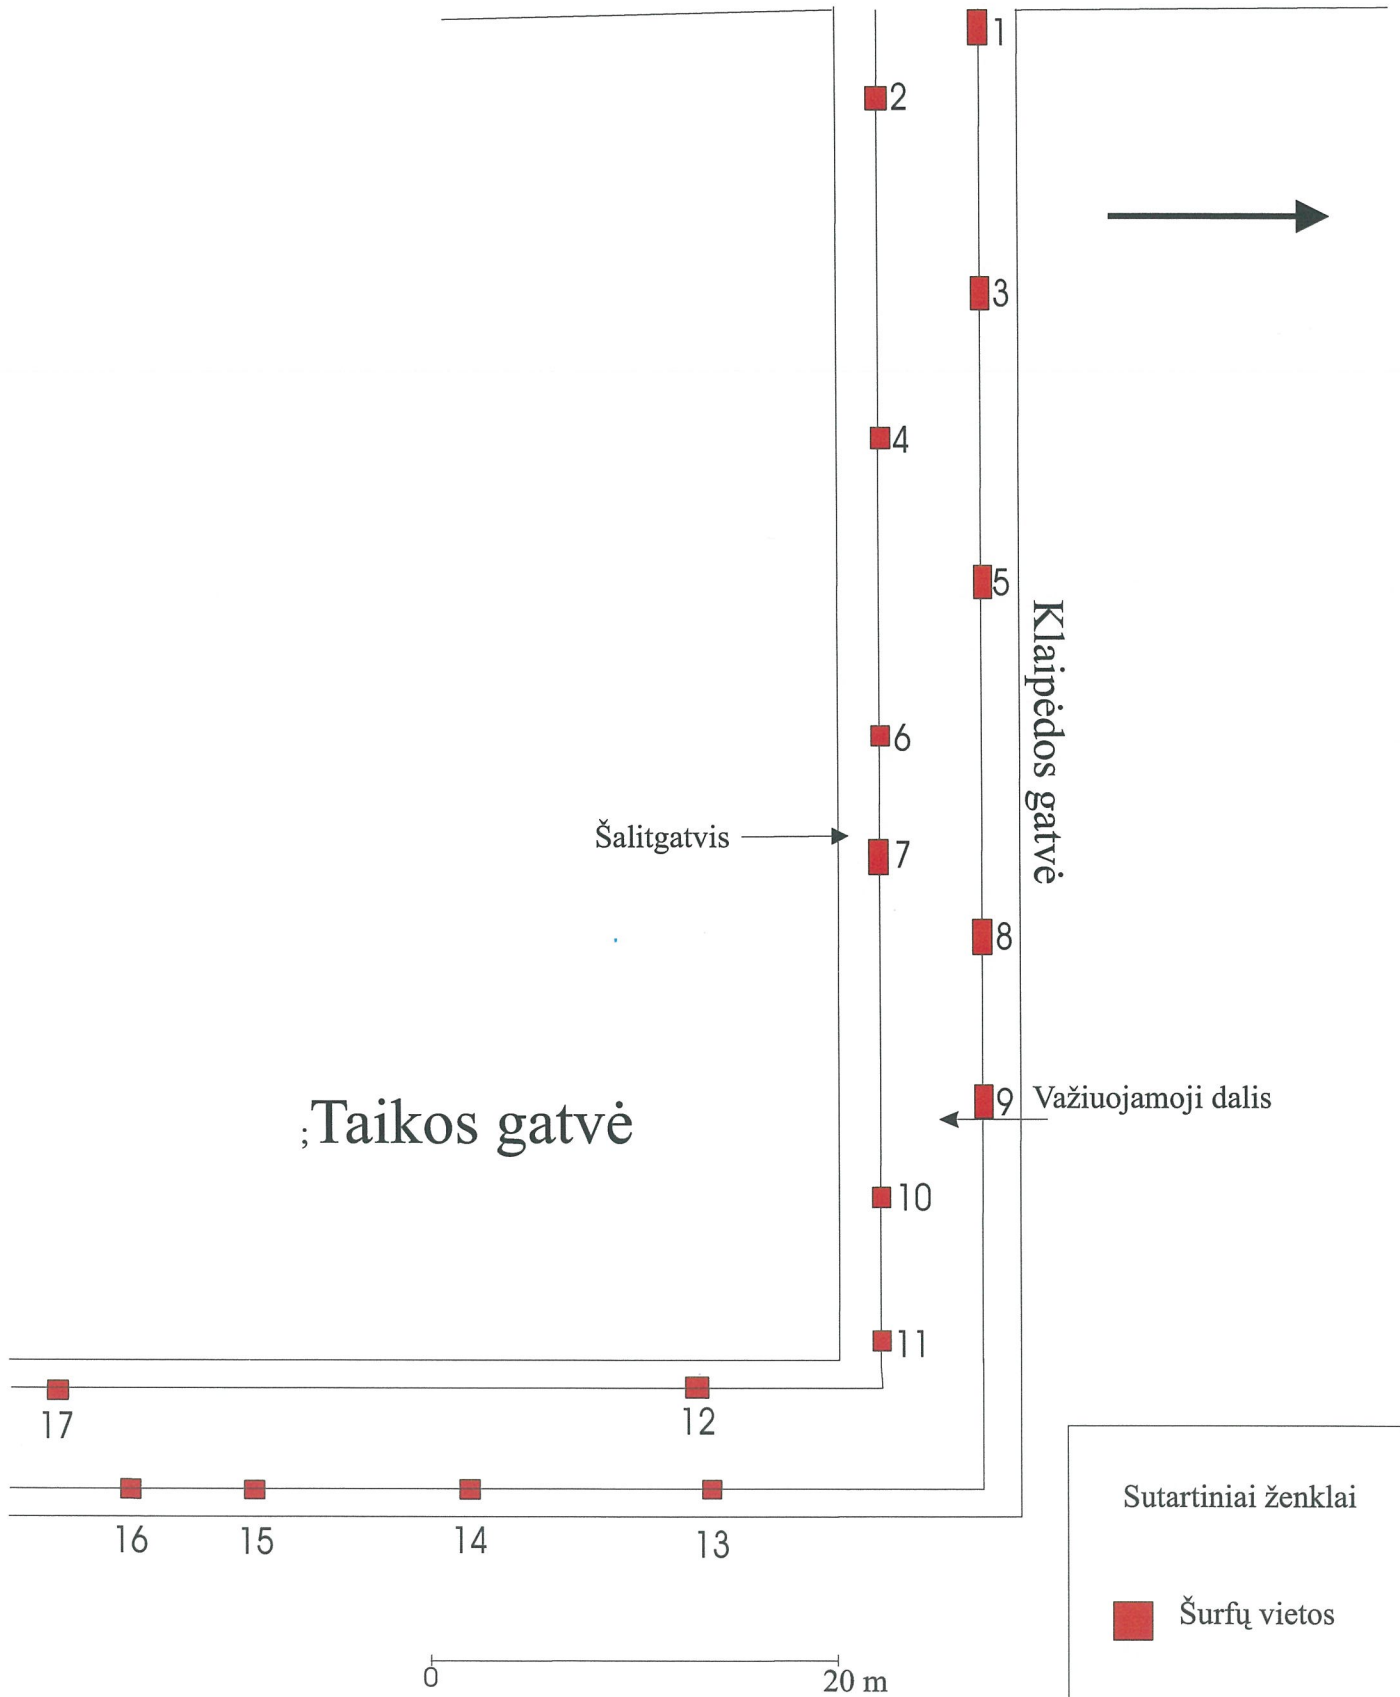 1
2
3
4
5
Klaipėdos gatvė
6
Šalitgatvis
7
8
9
Važiuojamoji dalis
;Taikos gatvė
10
11
17
12
16
15
14
13
Sutartiniai ženklai
Šurfų vietos
0
20 m